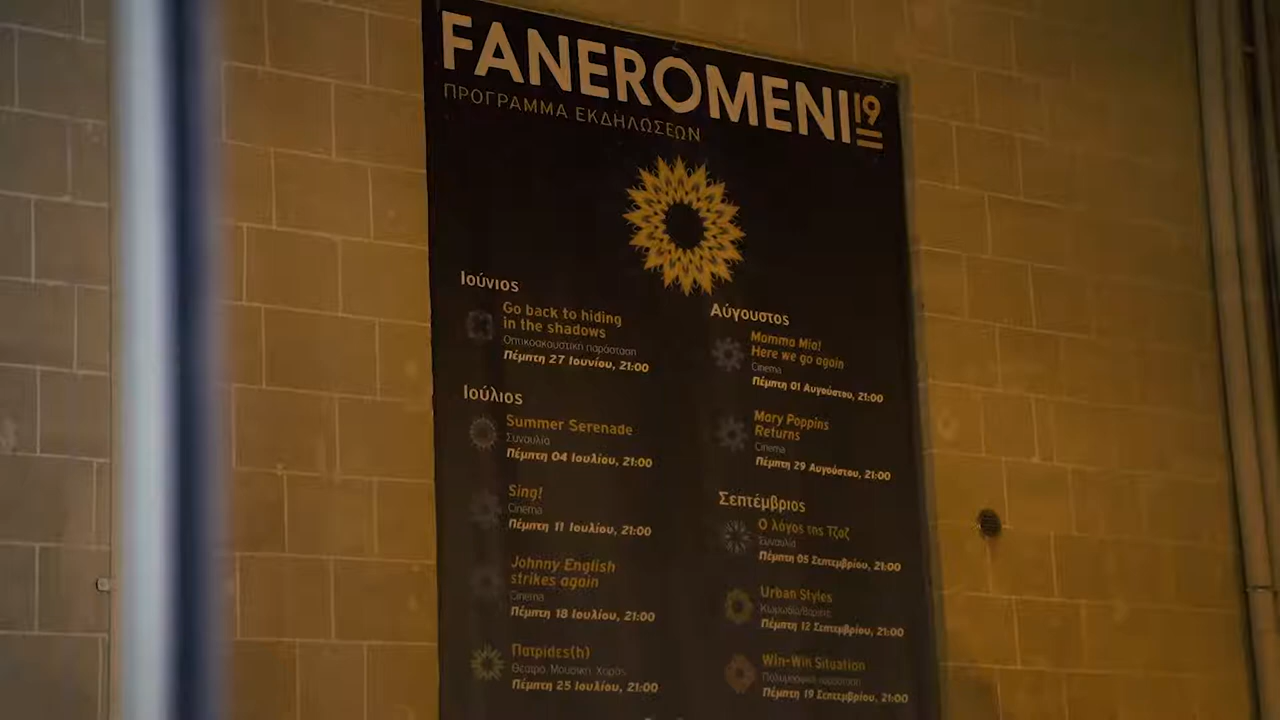 FANEROMENI19
ΠΡΟΓΡΑΜΜΑ ΕΚΔΗΛΩΣΕΩΝ
Ιούνιος
Go back to hiding
in the shadows
Οπτικοακουστική παράσταση
Πέμπτη 27 Ιουνίου, 21:00
Ιούλιος
Summer Serenade
Συναυλία
Πέμπτη 04 Ιουλίου, 21:00
Sing!
Cinema
Πέμπτη 11 Ιουλίου, 21:00
Johnny English
strikes again
Cinema
Πέμπτη 18 Ιουλίου, 21:00
Πατρίδες(h)
Θέατρο, Μουσική, Χορός
Πέμπτη 25 Ιουλίου, 21:00
Αύγουστος
Mamma Mia!
Here we go again
Cinema
Πέμπτη 01 Αυγούστου, 21:00
Mary Poppins
Returns
Cinema
Πέμπτη 29 Αυγούστου, 21:00
Σεπτέμβριος
Ο λόγος της Τζαζ
Συναυλία
Πέμπτη 05 Σεπτεμβρίου, 21:00
Urban Styles
Πέμπτη 12 Σεπτεμβρίου, 21:00
Win-Win Situation
Πολυμορφική παράσταση
Πέμπτη 19 Σεπτεμβρίου, 21:00